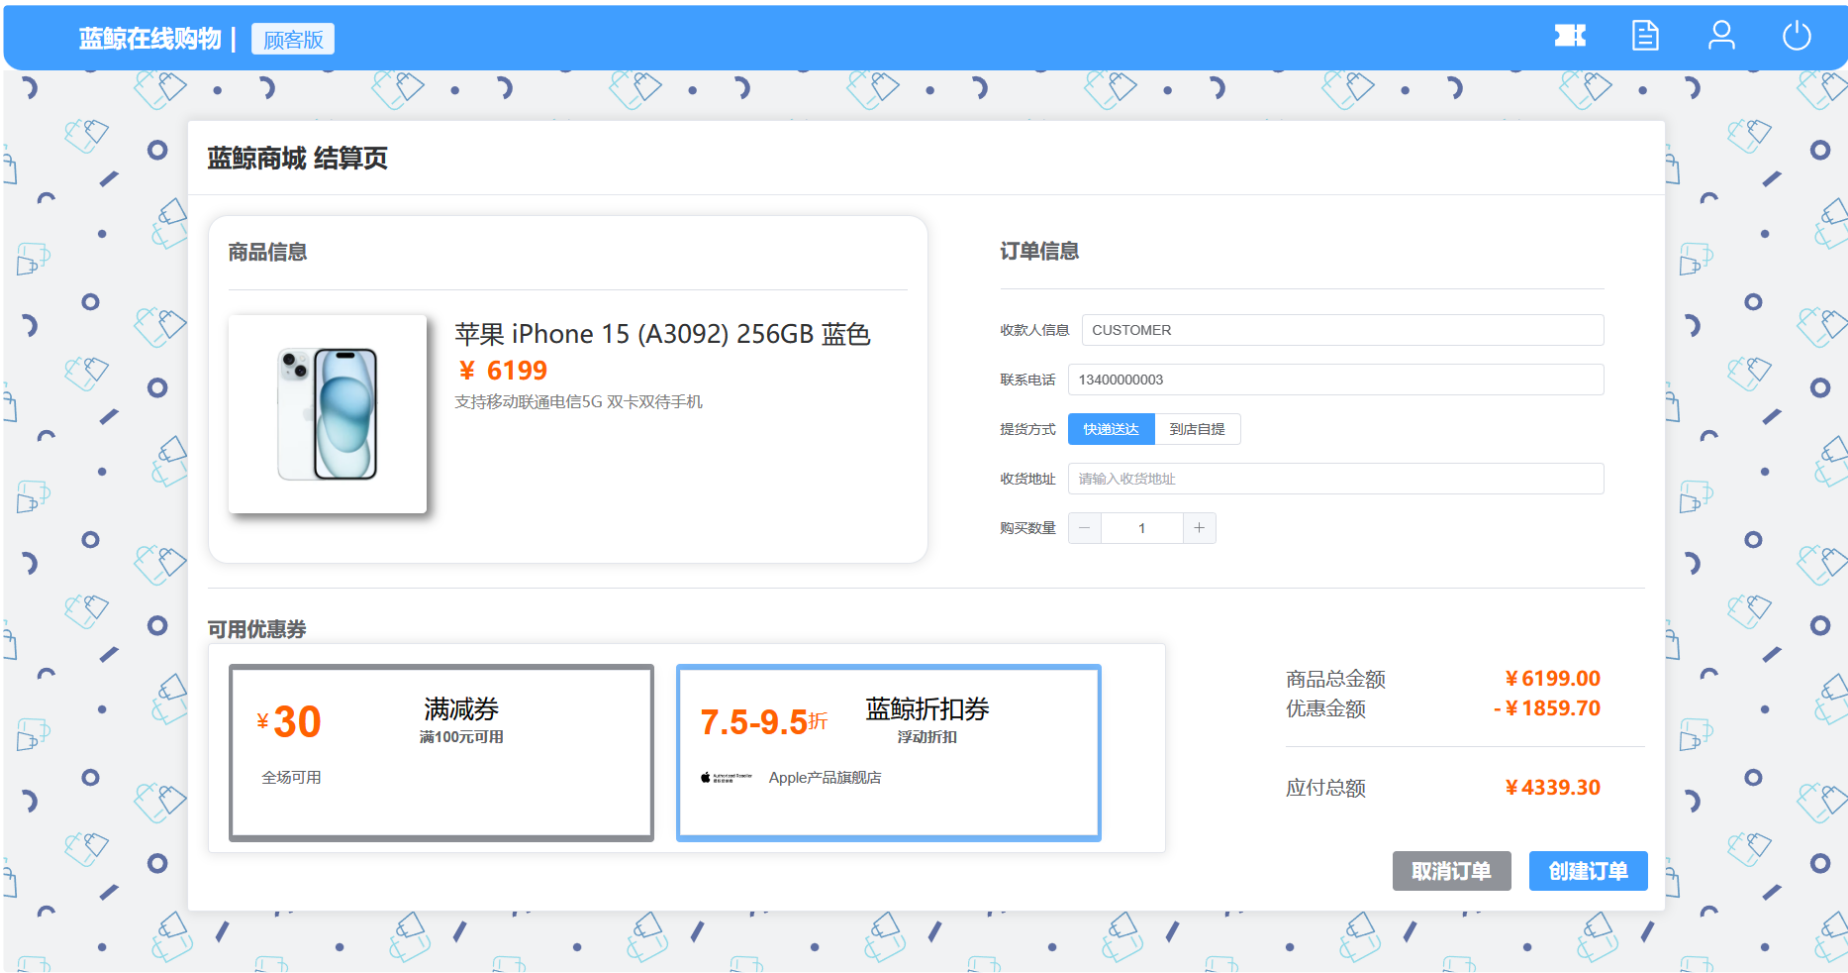 蓝鲸在线购物 | 顾客版
蓝鲸商城 结算页
商品信息
苹果 iPhone 15 (A3092) 256GB 蓝色
¥ 6199
支持移动联通电信5G 双卡双待手机
订单信息
收款人信息 CUSTOMER
联系电话 13400000003
提货方式 快递送达 到店自提
收货地址 请输入收货地址
购买数量 － 1 +
可用优惠券
¥30 满减券
满100元可用
全场可用
7.5-9.5折 蓝鲸折扣券
浮动折扣
Apple产品旗舰店
商品总金额 ¥6199.00
优惠金额 -¥1859.70
应付总额 ¥4339.30
取消订单 创建订单